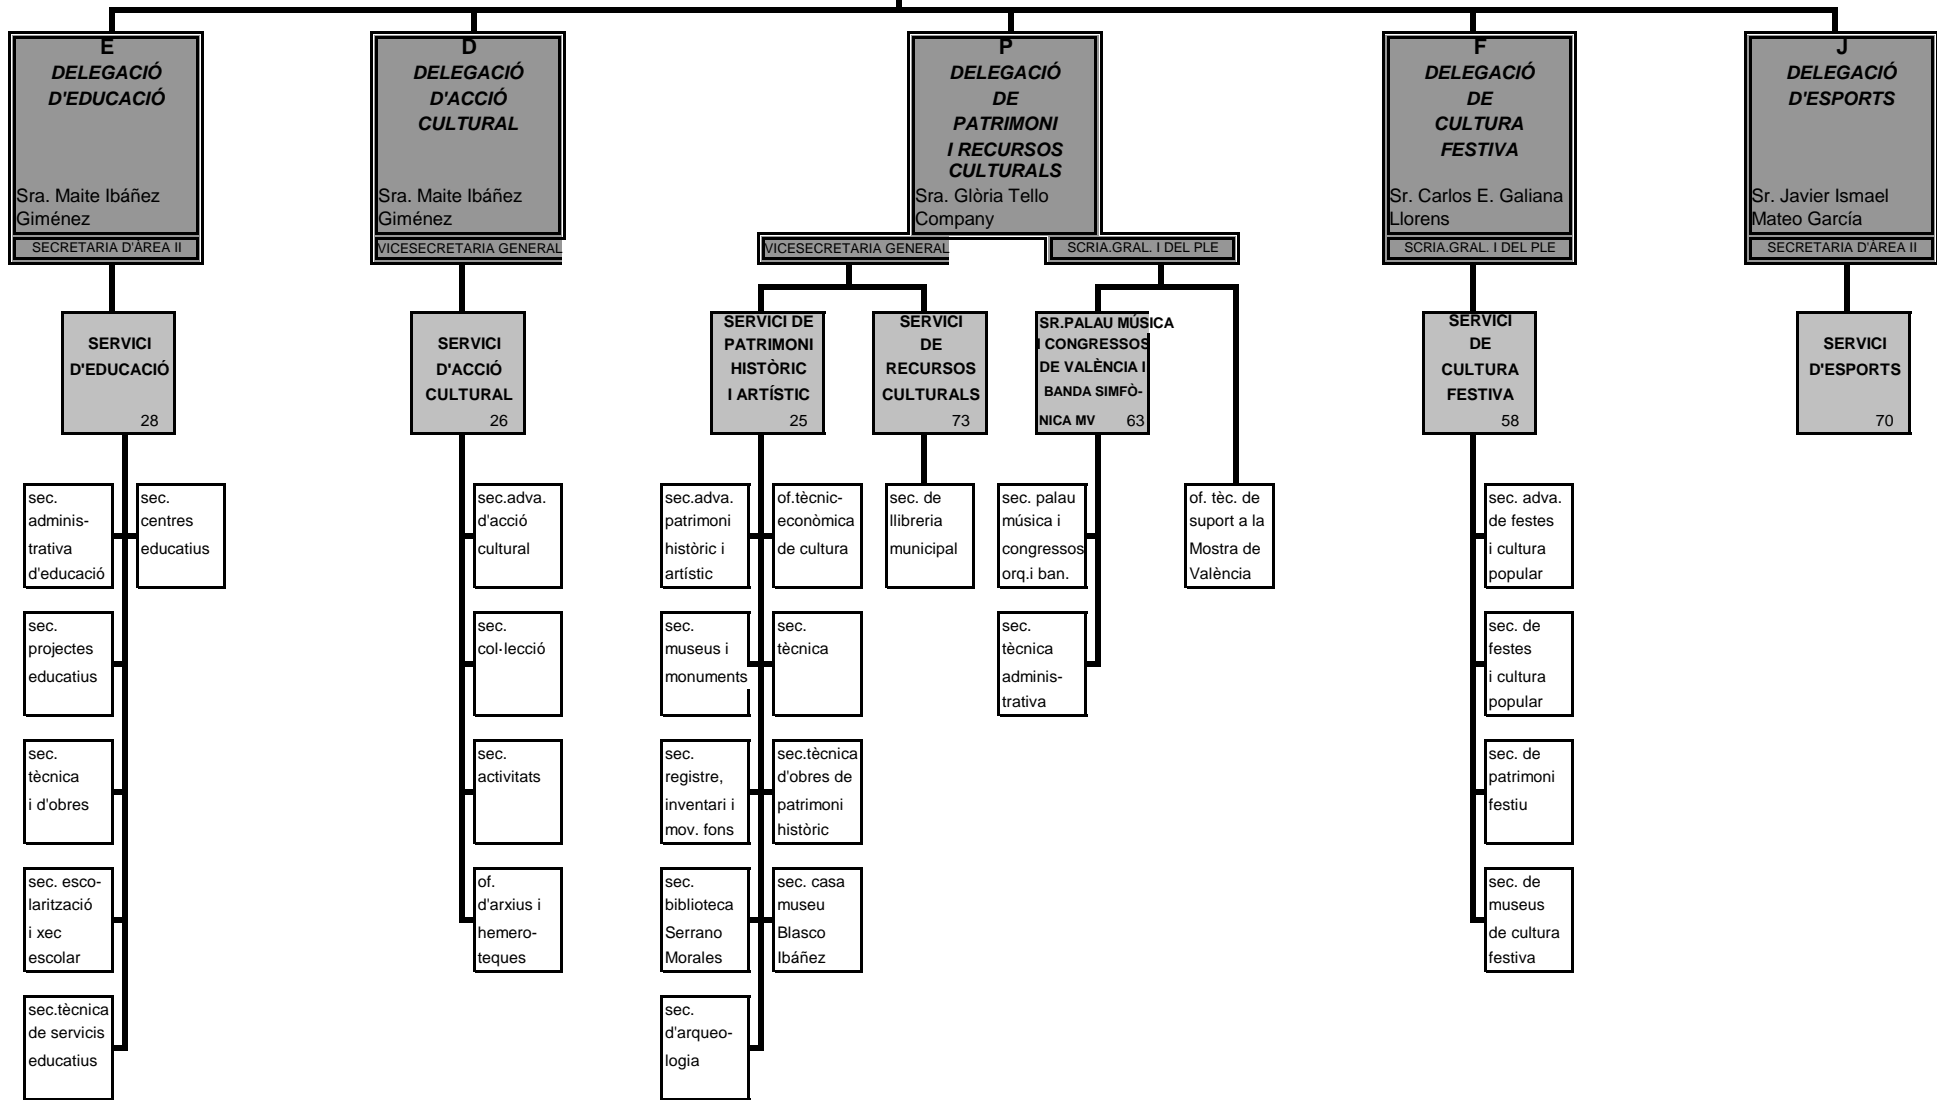 E
DELEGACIÓ
D'EDUCACIÓ
Sra. Maite Ibáñez
Giménez
SECRETARIA D'ÀREA II
D
DELEGACIÓ
D'ACCIÓ
CULTURAL
Sra. Maite Ibáñez
Giménez
VICESECRETARIA GENERAL
P
DELEGACIÓ
DE
PATRIMONI
I RECURSOS
CULTURALS
Sra. Glòria Tello
Company
VICESECRETARIA GENERAL
SCRIA.GRAL. I DEL PLE
F
DELEGACIÓ
DE
CULTURA
FESTIVA
Sr. Carlos E. Galiana
Llorens
SCRIA.GRAL. I DEL PLE
J
DELEGACIÓ
D'ESPORTS
Sr. Javier Ismael
Mateo García
SECRETARIA D'ÀREA II
SERVICI
D'EDUCACIÓ
28
SERVICI
D'ACCIÓ
CULTURAL
26
SERVICI DE
PATRIMONI
HISTÒRIC
I ARTÍSTIC
25
SERVICI
DE
RECURSOS
CULTURALS
73
SR.PALAU MÚSICA
I CONGRESSOS
DE VALÈNCIA I
BANDA SIMFÒ-
NICA MV 63
SERVICI
DE
CULTURA
FESTIVA
58
SERVICI
D'ESPORTS
70
sec.
adminis-
trativa
d'educació
sec.
centres
educatius
sec.
projectes
educatius
sec.
tècnica
i d'obres
sec. esco-
larització
i xec
escolar
sec.tècnica
de servicis
educatius
sec.adva.
d'acció
cultural
sec.
col·lecció
sec.
activitats
of.
d'arxius i
hemero-
teques
sec.adva.
patrimoni
històric i
artístic
of.tècnic-
econòmica
de cultura
sec.
museus i
monuments
sec.
tècnica
sec.
registre,
inventari i
mov. fons
sec.tècnica
d'obres de
patrimoni
històric
sec.
biblioteca
Serrano
Morales
sec. casa
museu
Blasco
Ibáñez
sec.
d'arqueo-
logia
sec. de
llibreria
municipal
sec. palau
música i
congressos
orq.i ban.
sec.
tècnica
adminis-
trativa
of. tèc. de
suport a la
Mostra de
València
sec. adva.
de festes
i cultura
popular
sec. de
festes
i cultura
popular
sec. de
patrimoni
festiu
sec. de
museus
de cultura
festiva